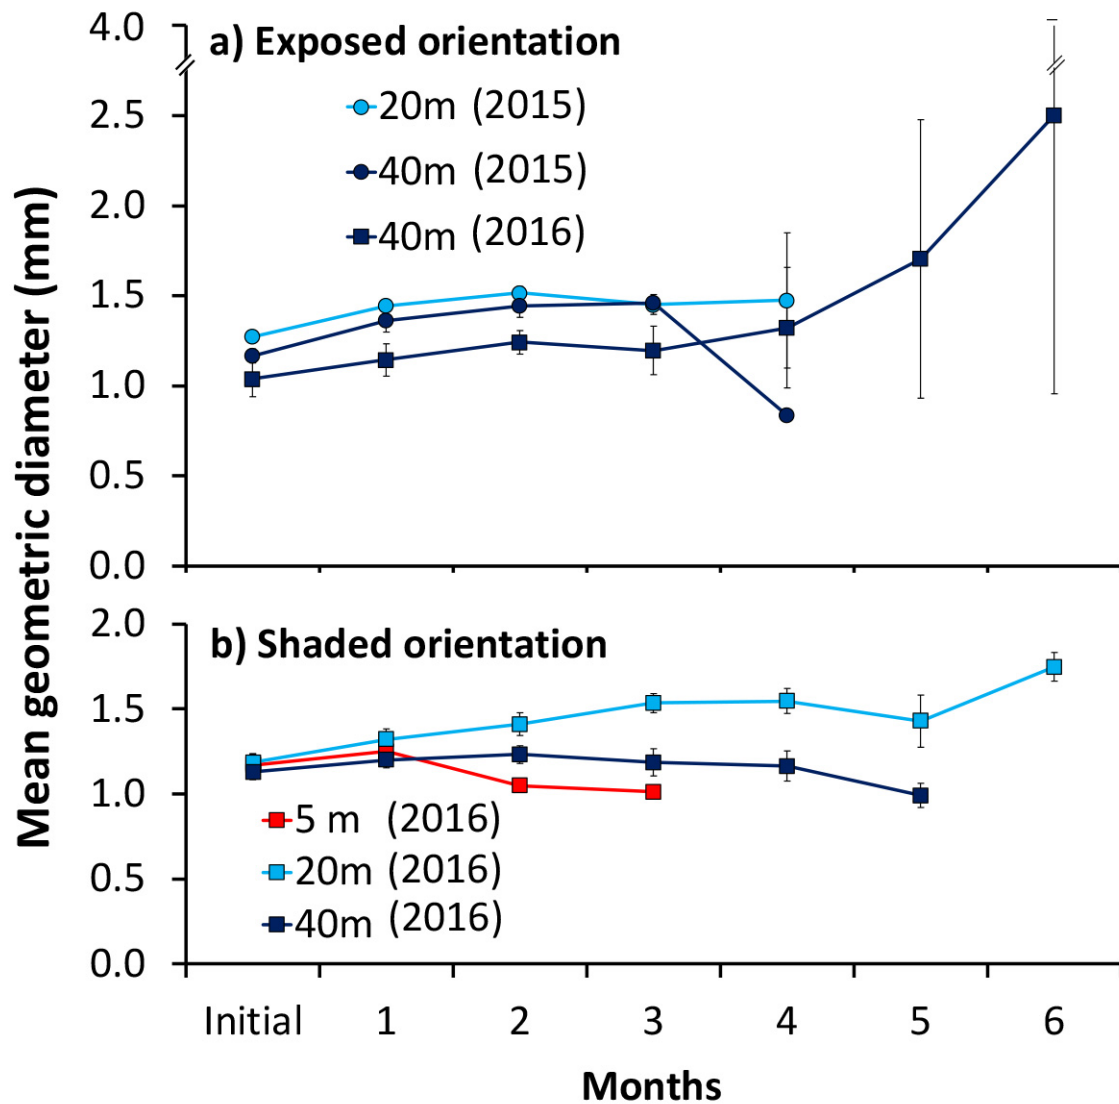 Mean geometric diameter (mm)
4.0
2.5
2.0
1.5
1.0
0.5
0.0
a) Exposed orientation
20m (2015)
40m (2015)
40m (2016)
2.0
1.5
1.0
0.5
0.0
b) Shaded orientation
5 m (2016)
20m (2016)
40m (2016)
Initial 1 2 3 4 5 6
Months